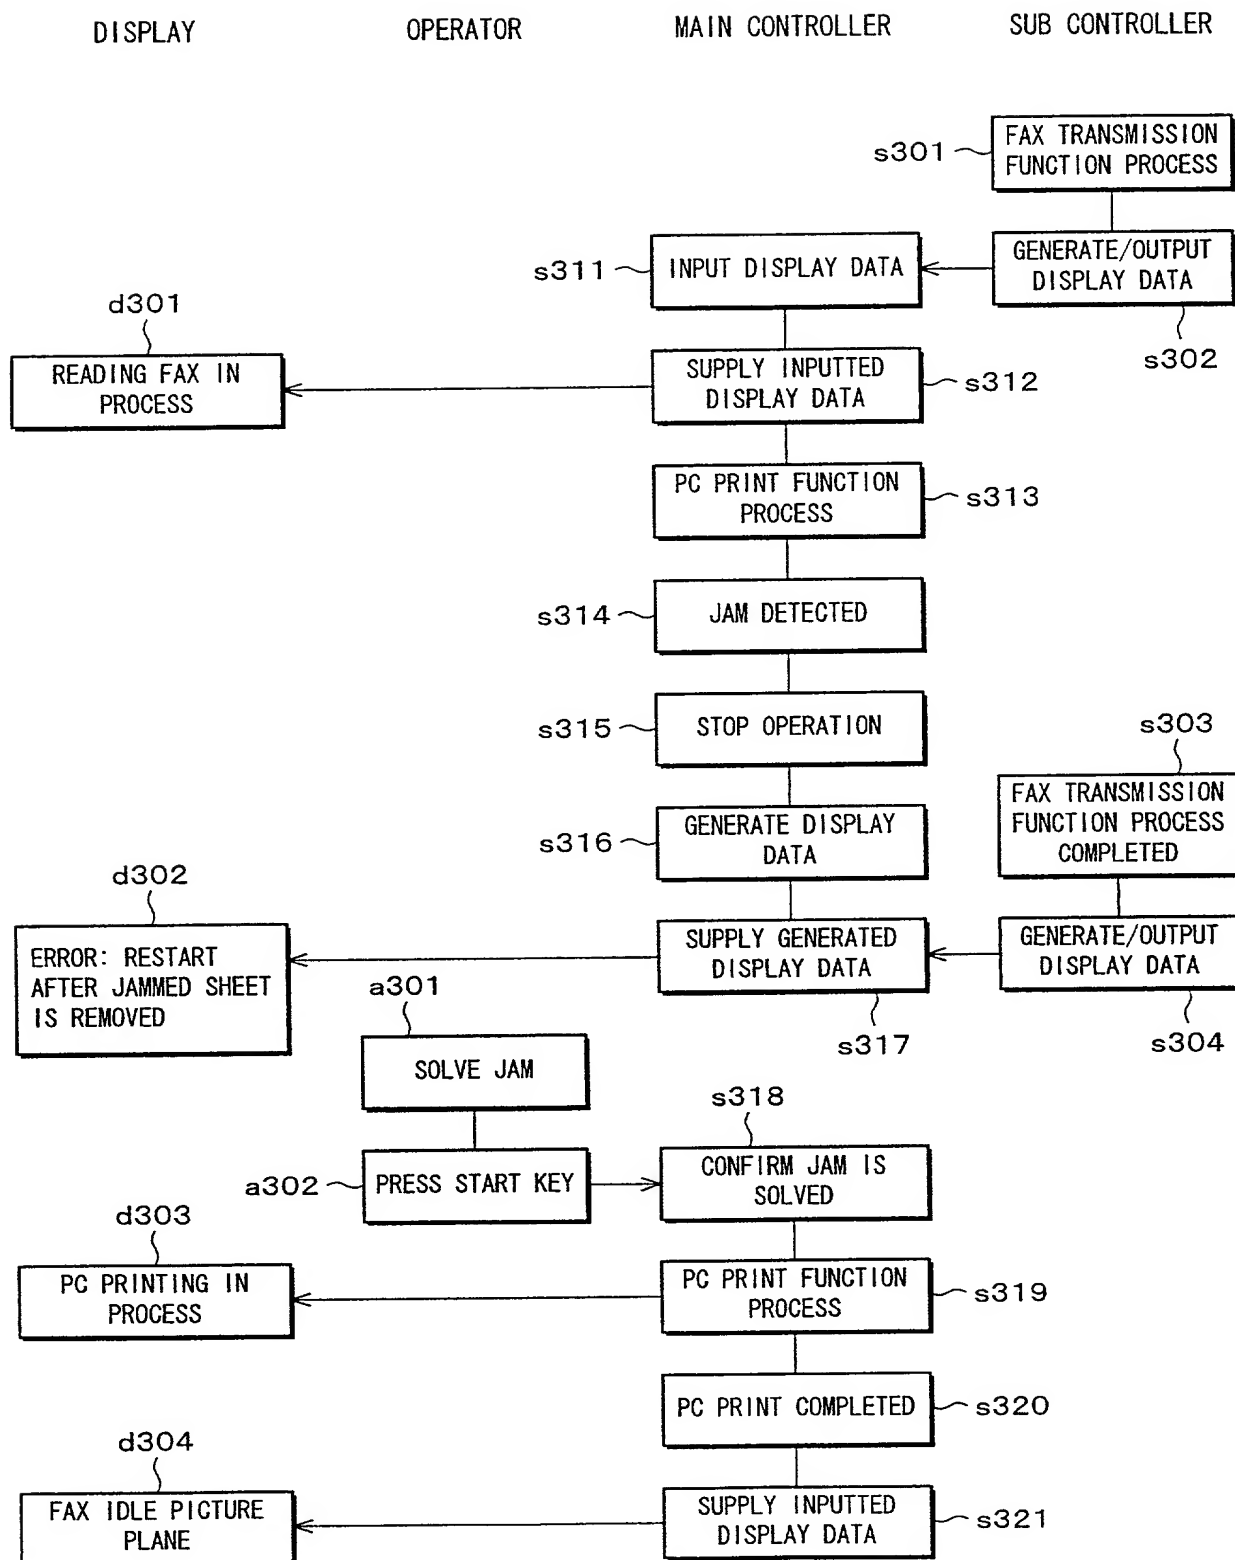 DISPLAY OPERATOR MAIN CONTROLLER SUB CONTROLLER
s301
FAX TRANSMISSION
FUNCTION PROCESS
s311
INPUT DISPLAY DATA
GENERATE/OUTPUT
DISPLAY DATA
s302
d301
READING FAX IN
PROCESS
SUPPLY INPUTTED
DISPLAY DATA
s312
PC PRINT FUNCTION
PROCESS
s313
s314
JAM DETECTED
s315
STOP OPERATION
s303
FAX TRANSMISSION
FUNCTION PROCESS
COMPLETED
s316
GENERATE DISPLAY
DATA
d302
ERROR: RESTART
AFTER JAMMED SHEET
IS REMOVED
SUPPLY GENERATED
DISPLAY DATA
s317
GENERATE/OUTPUT
DISPLAY DATA
s304
a301
SOLVE JAM
a302
PRESS START KEY
s318
CONFIRM JAM IS
SOLVED
d303
PC PRINTING IN
PROCESS
PC PRINT FUNCTION
PROCESS
s319
PC PRINT COMPLETED
s320
d304
FAX IDLE PICTURE
PLANE
SUPPLY INPUTTED
DISPLAY DATA
s321